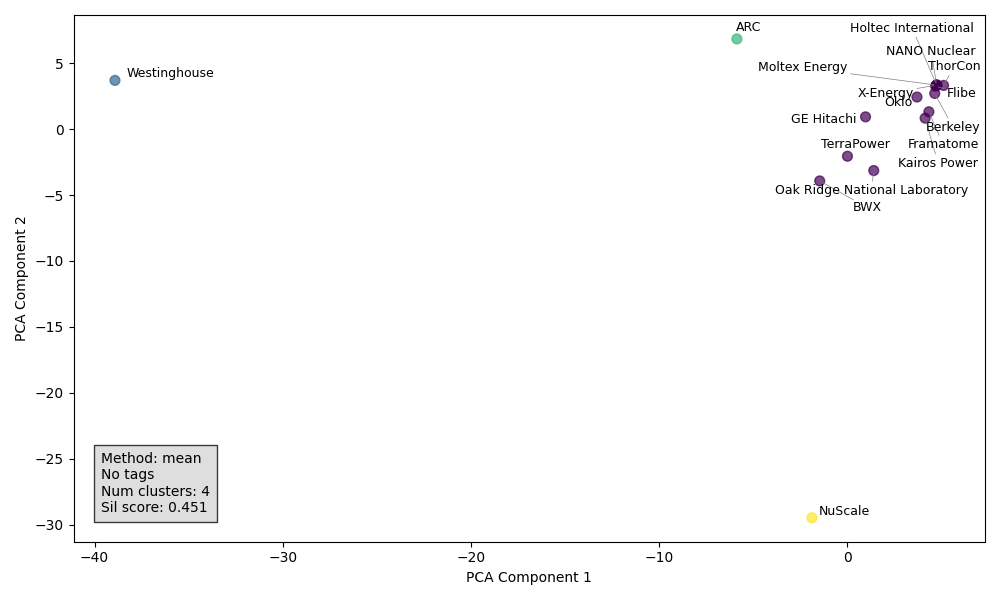 ARC
Holtec International
NANO Nuclear
Moltex Energy
ThorCon
Westinghouse
X-Energy
Flibe
Oklo
GE Hitachi
Berkeley
TerraPower
Framatome
Kairos Power
Oak Ridge National Laboratory
BWX
NuScale
Method: mean
No tags
Num clusters: 4
Sil score: 0.451
PCA Component 2
5
0
−5
−10
−15
−20
−25
−30
−40
−30
−20
−10
0
PCA Component 1